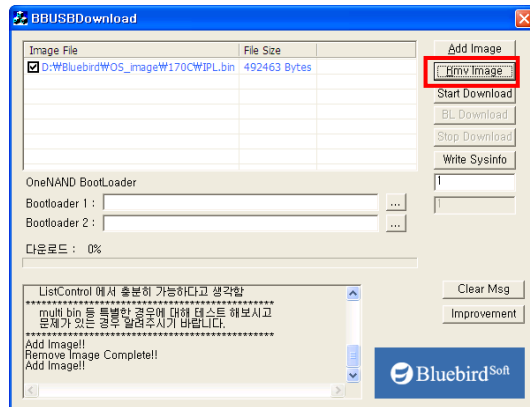 BBUSBDownload
Image File File Size
D:₩Bluebird₩OS_image₩170C₩IPL.bin 492463 Bytes
Add Image
Rmv Image
Start Download
BL Download
Stop Download
Write Sysinfo
1
1
OneNAND BootLoader
Bootloader 1 : ...
Bootloader 2 : ...
다운로드 : 0%
ListControl 에서 충분히 가능하다고 생각함
**************************************************
multi bin 등 특별한 경우에 대해 테스트 해보시고
문제가 있는 경우 알려주시기 바랍니다.
**************************************************
Add Image!!
Remove Image Complete!!
Add Image!!
Clear Msg
Improvement
BluebirdSoft